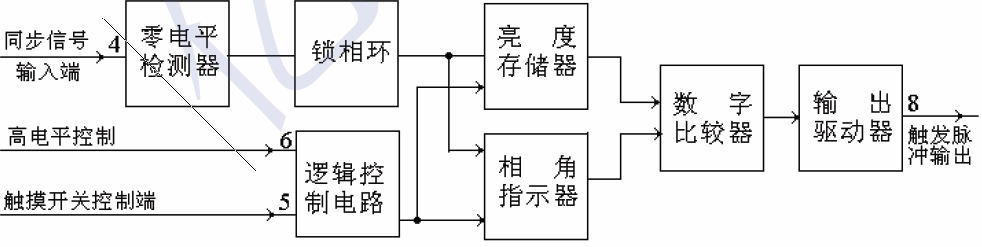 同步信号
输入端
4
零电平
检测器
锁相环
亮度
存储器
高电平控制
6
触摸开关控制端
5
逻辑控
制电路
相角
指示器
数字
比较器
输出
驱动器
8
触发脉
冲输出